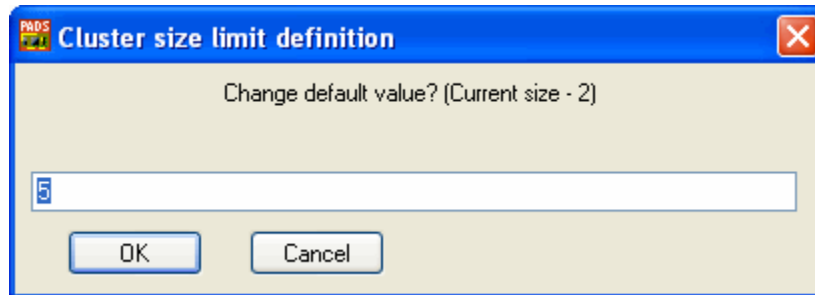 PADS
Cluster size limit definition
Change default value? (Current size - 2)
5
OK
Cancel